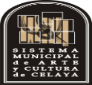 SISTEMA
MUNICIPAL
de ARTE
y CULTURA
de CELAYA